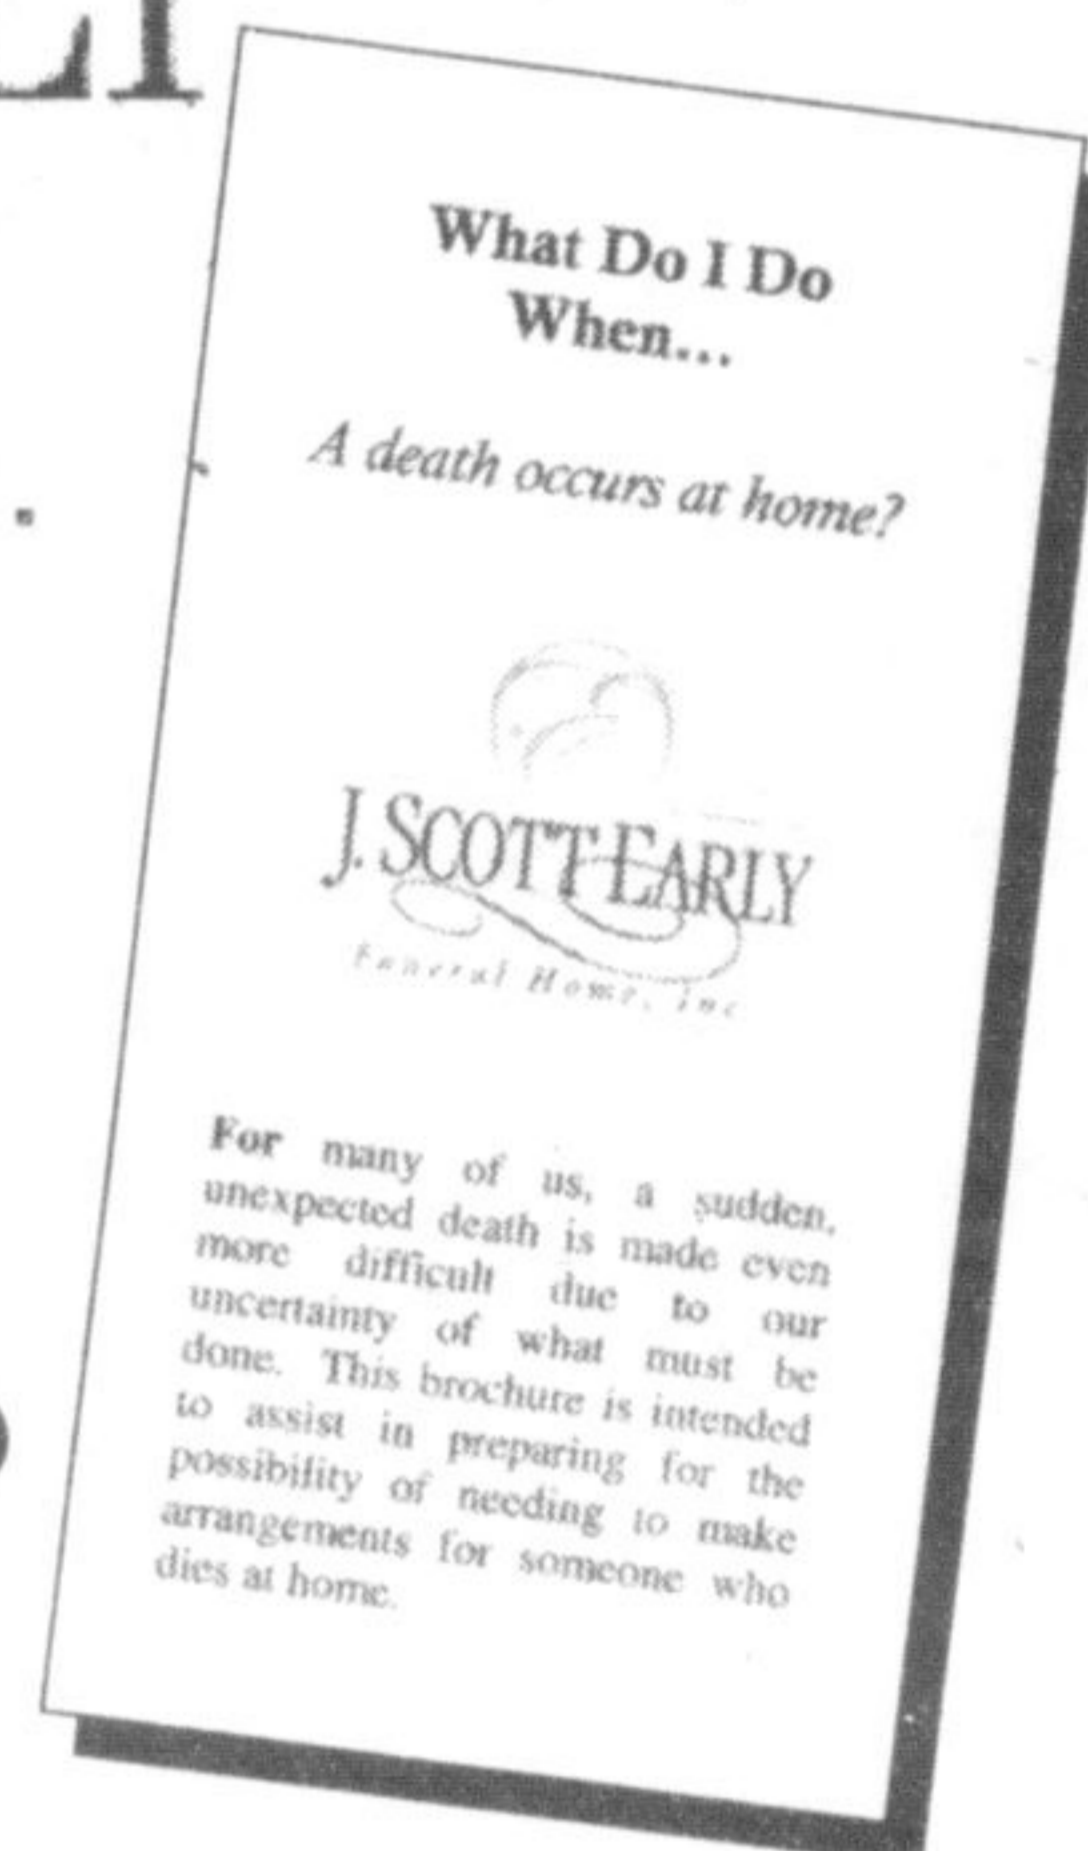 What Do I Do
When...
A death occurs at home?
J. SCOTT EARLY
Funeral Home, inc
For many of us, a sudden,
unexpected death is made even
more difficult due to our
uncertainty of what must be
done. This brochure is intended
to assist in preparing for the
possibility of needing to make
arrangements for someone who
dies at home.